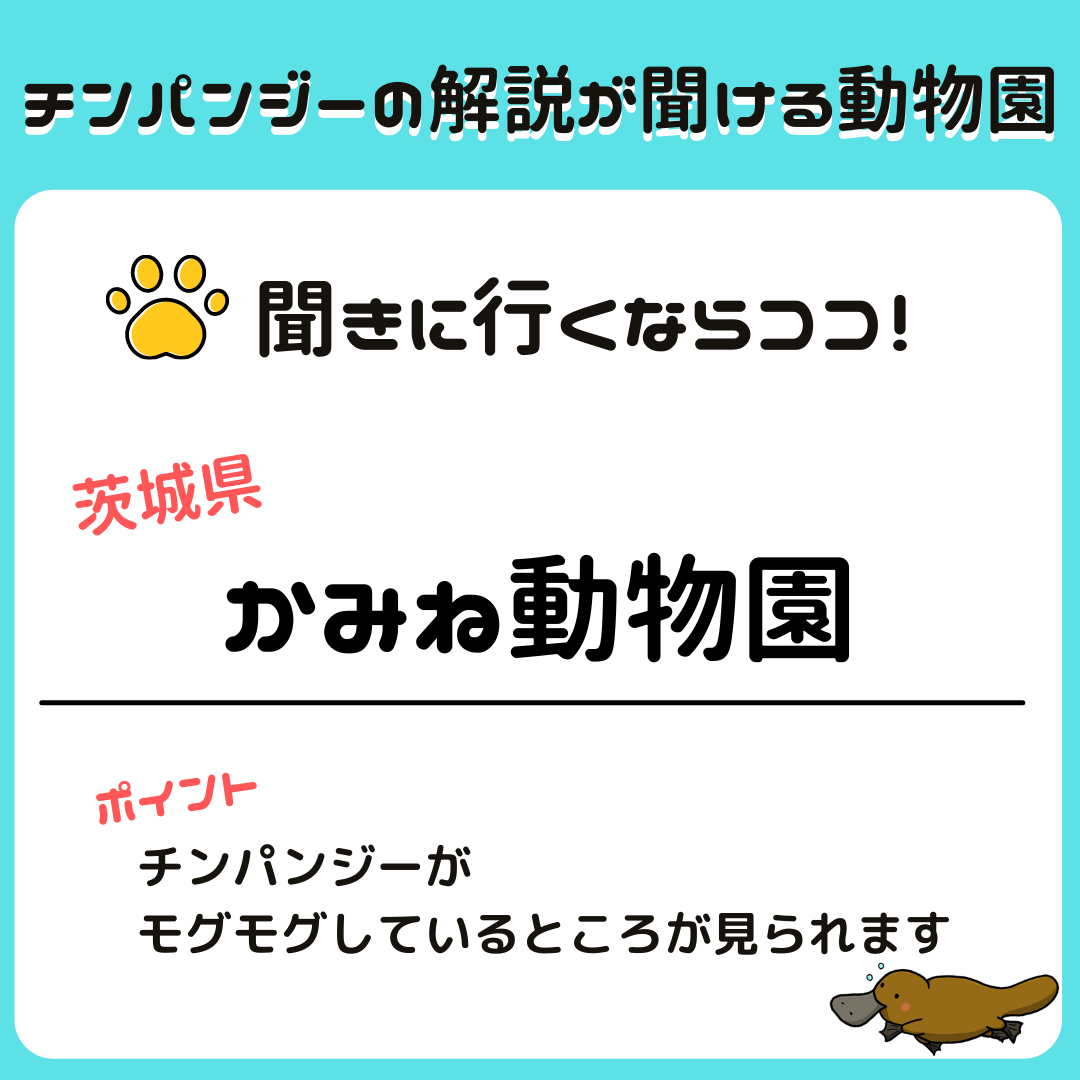 チンパンジーの解説が聞ける動物園
聞きに行くならココ!
茨城県
かみね動物園
ポイント
チンパンジーが
モグモグしているところが見られます